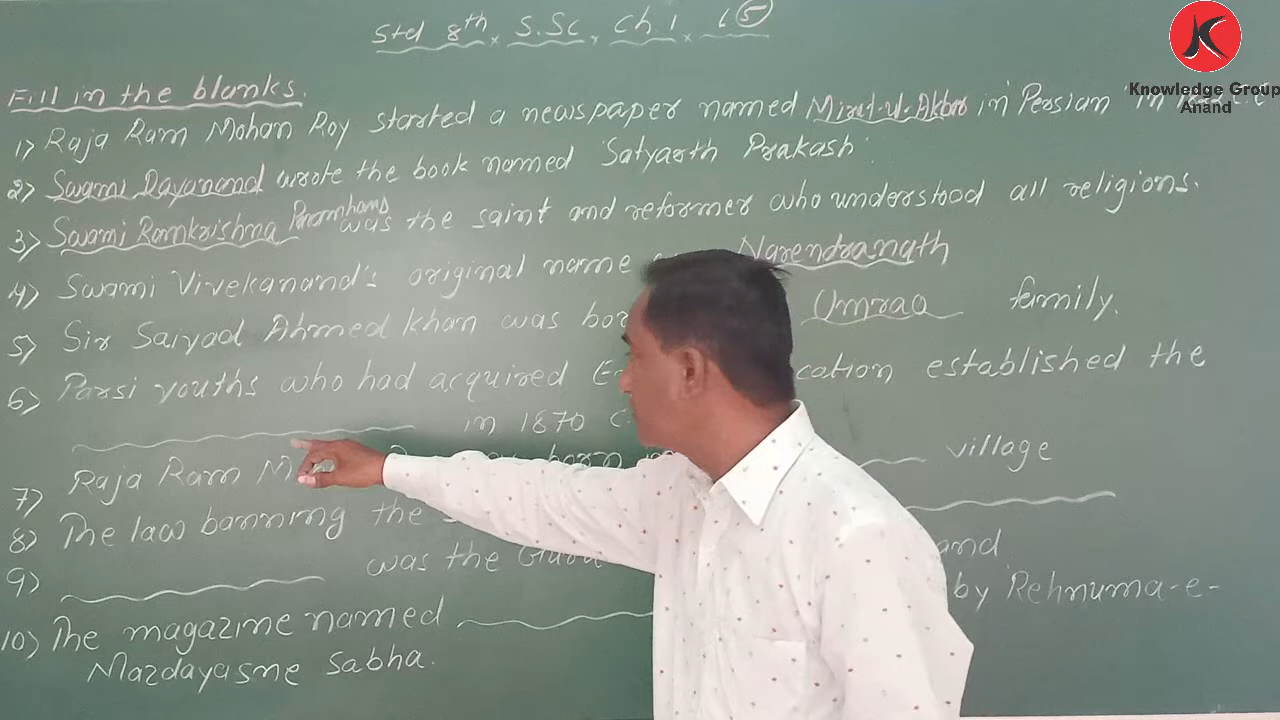 Std 8th, S.Sc, Ch 1, L 5
Knowledge Group
Anand
Fill in the blanks.
1) Raja Ram Mohan Roy started a newspaper named Mirat-ul-Akbar in 'Persian' in
2) Swami Dayanand wrote the book named 'Satyarth Prakash'.
3) Swami Ramkrishna Paramhans was the saint and reformer who understood all religions.
4) Swami Vivekanand's original name Narendranath
5) Sir Saiyad Ahmed Khan was Umrao family.
6) Parsi youths who had acquired established the
in 1870
7) Raja Ram born village
8) The law banning the
9) was the and
10) The magazine named by 'Rehnuma-e-
Mazdayasne Sabha.